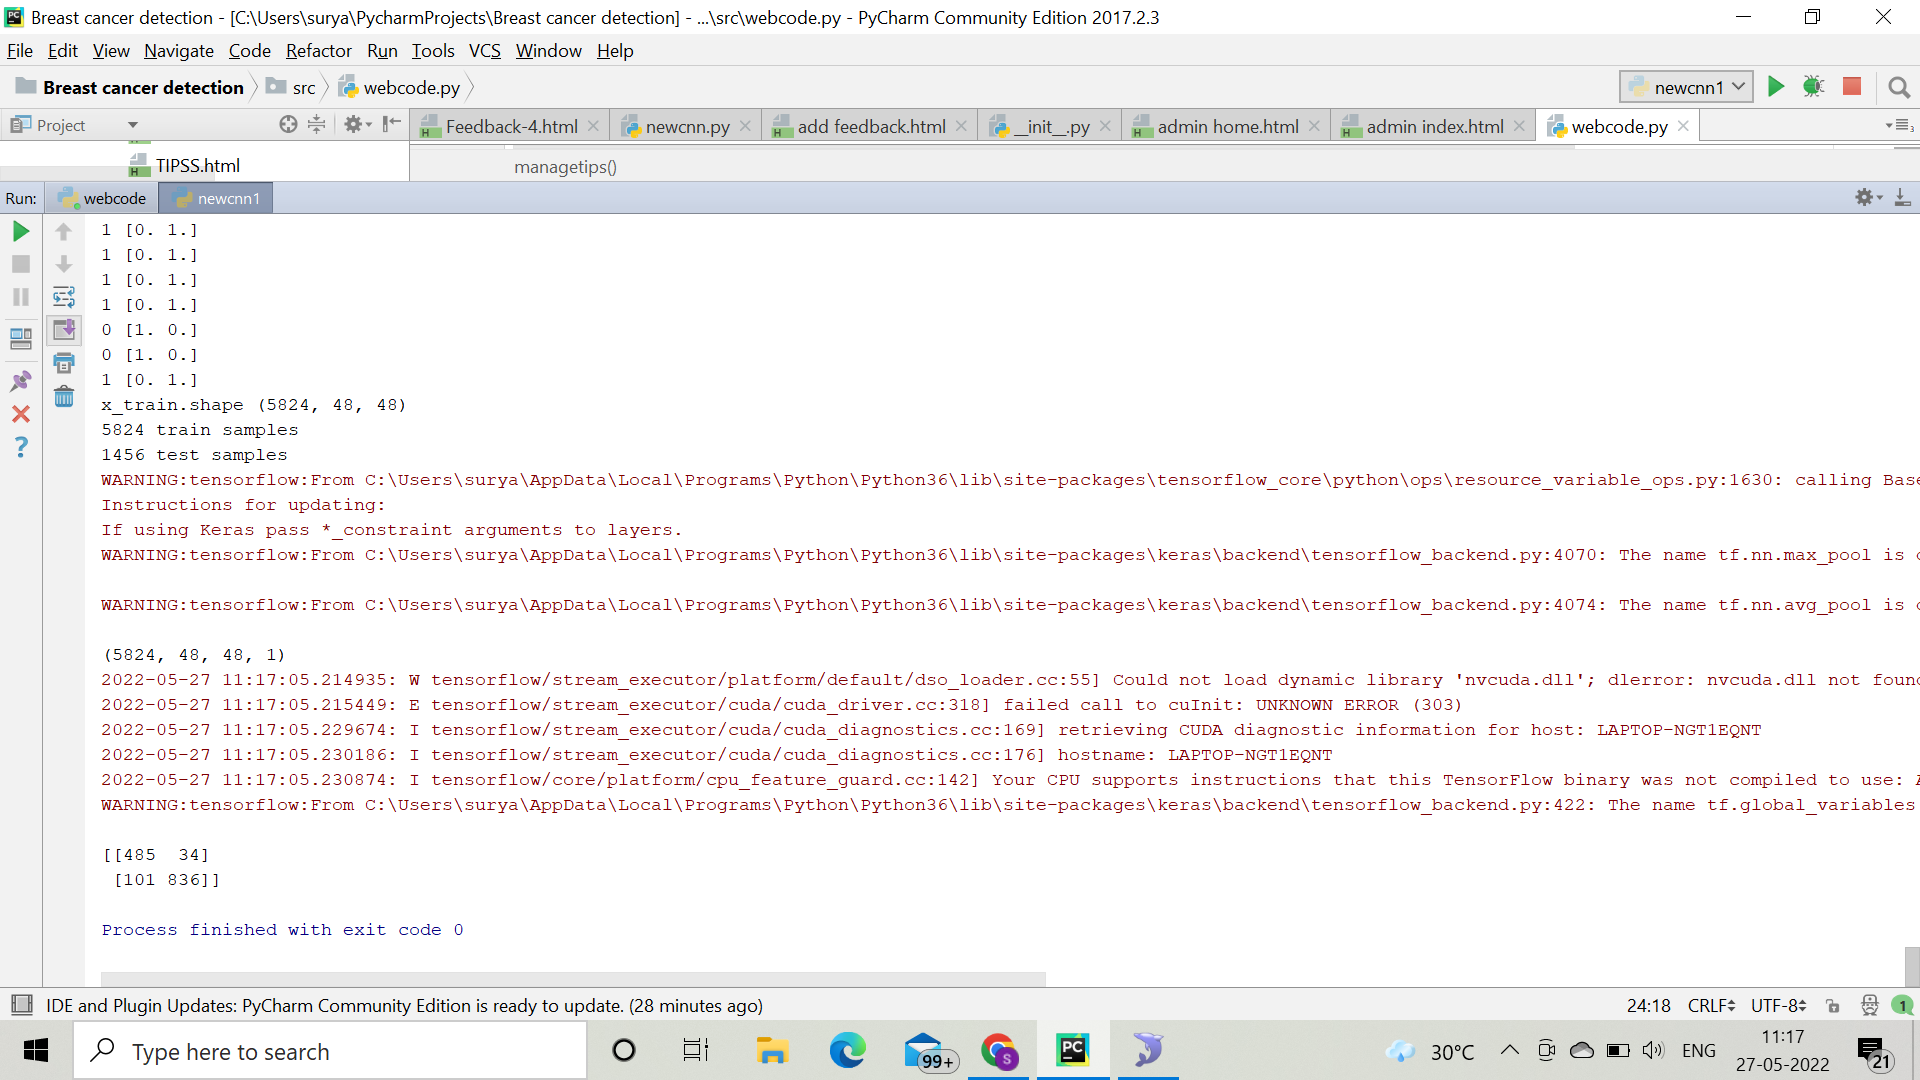 Breast cancer detection - [C:\Users\surya\PycharmProjects\Breast cancer detection] - ...\src\webcode.py - PyCharm Community Edition 2017.2.3
File Edit View Navigate Code Refactor Run Tools VCS Window Help
Breast cancer detection src webcode.py newcnn1
Project Feedback-4.html newcnn.py add feedback.html __init__.py admin home.html admin index.html webcode.py
TIPSS.html managetips()
Run: webcode newcnn1
1 [0. 1.]
1 [0. 1.]
1 [0. 1.]
1 [0. 1.]
0 [1. 0.]
0 [1. 0.]
1 [0. 1.]
x_train.shape (5824, 48, 48)
5824 train samples
1456 test samples
WARNING:tensorflow:From C:\Users\surya\AppData\Local\Programs\Python\Python36\lib\site-packages\tensorflow_core\python\ops\resource_variable_ops.py:1630: calling Base
Instructions for updating:
If using Keras pass *_constraint arguments to layers.
WARNING:tensorflow:From C:\Users\surya\AppData\Local\Programs\Python\Python36\lib\site-packages\keras\backend\tensorflow_backend.py:4070: The name tf.nn.max_pool is
WARNING:tensorflow:From C:\Users\surya\AppData\Local\Programs\Python\Python36\lib\site-packages\keras\backend\tensorflow_backend.py:4074: The name tf.nn.avg_pool is
(5824, 48, 48, 1)
2022-05-27 11:17:05.214935: W tensorflow/stream_executor/platform/default/dso_loader.cc:55] Could not load dynamic library 'nvcuda.dll'; dlerror: nvcuda.dll not foun
2022-05-27 11:17:05.215449: E tensorflow/stream_executor/cuda/cuda_driver.cc:318] failed call to cuInit: UNKNOWN ERROR (303)
2022-05-27 11:17:05.229674: I tensorflow/stream_executor/cuda/cuda_diagnostics.cc:169] retrieving CUDA diagnostic information for host: LAPTOP-NGT1EQNT
2022-05-27 11:17:05.230186: I tensorflow/stream_executor/cuda/cuda_diagnostics.cc:176] hostname: LAPTOP-NGT1EQNT
2022-05-27 11:17:05.230874: I tensorflow/core/platform/cpu_feature_guard.cc:142] Your CPU supports instructions that this TensorFlow binary was not compiled to use: A
WARNING:tensorflow:From C:\Users\surya\AppData\Local\Programs\Python\Python36\lib\site-packages\keras\backend\tensorflow_backend.py:422: The name tf.global_variables
[[485  34]
[101 836]]
Process finished with exit code 0
IDE and Plugin Updates: PyCharm Community Edition is ready to update. (28 minutes ago) 24:18 CRLF UTF-8 1
Type here to search 99+ S PC 30°C ENG 11:17
27-05-2022 21